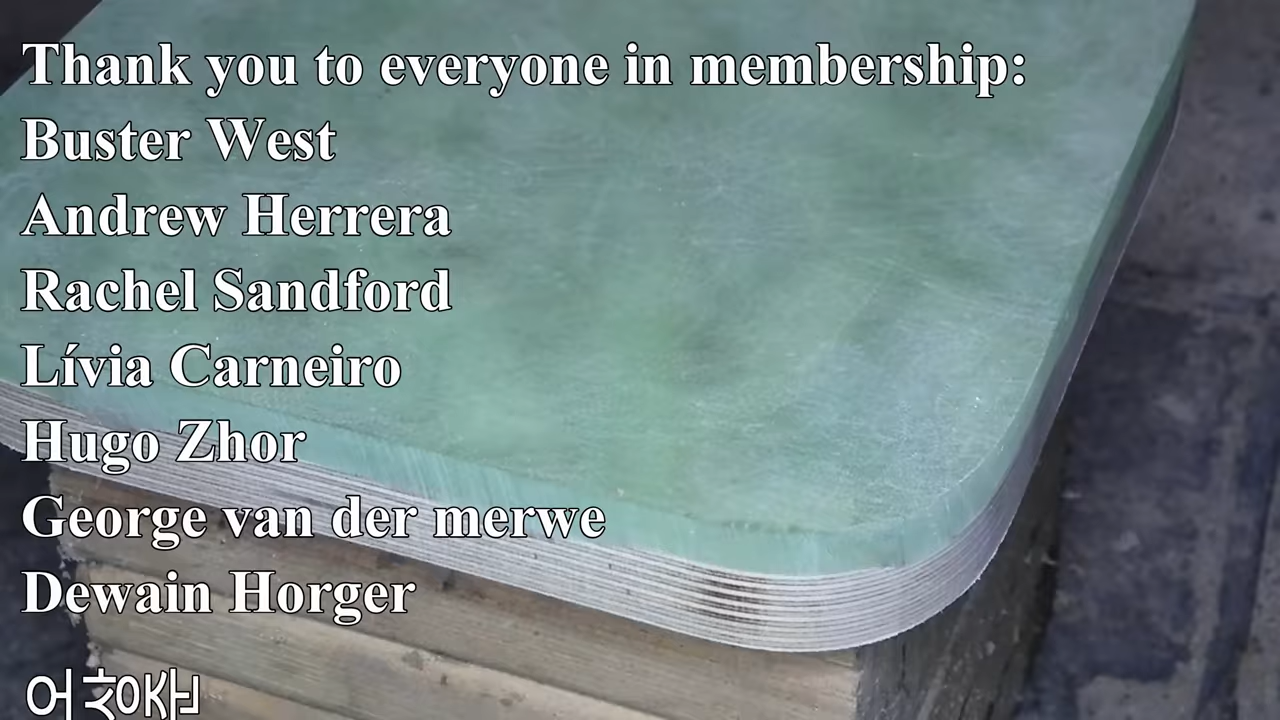 Thank you to everyone in membership:
Buster West
Andrew Herrera
Rachel Sandford
Lívia Carneiro
Hugo Zhor
George van der merwe
Dewain Horger